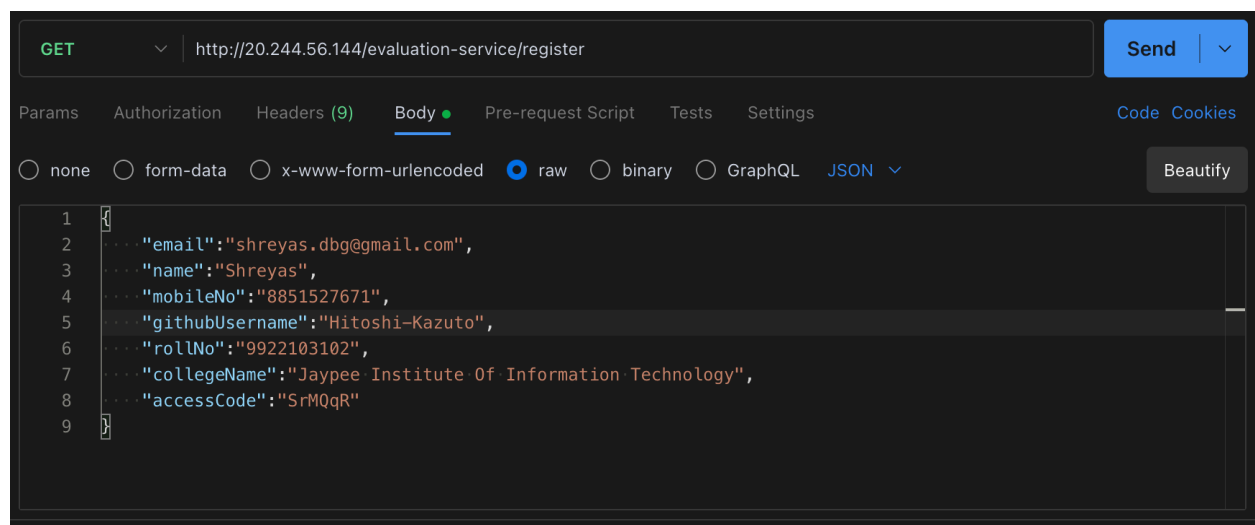 GET http://20.244.56.144/evaluation-service/register Send
Params Authorization Headers (9) Body Pre-request Script Tests Settings Code Cookies
none form-data x-www-form-urlencoded raw binary GraphQL JSON Beautify
1 {
2 "email":"shreyas.dbg@gmail.com",
3 "name":"Shreyas",
4 "mobileNo":"8851527671",
5 "githubUsername":"Hitoshi-Kazuto",
6 "rollNo":"9922103102",
7 "collegeName":"Jaypee Institute Of Information Technology",
8 "accessCode":"SrMQqR"
9 }